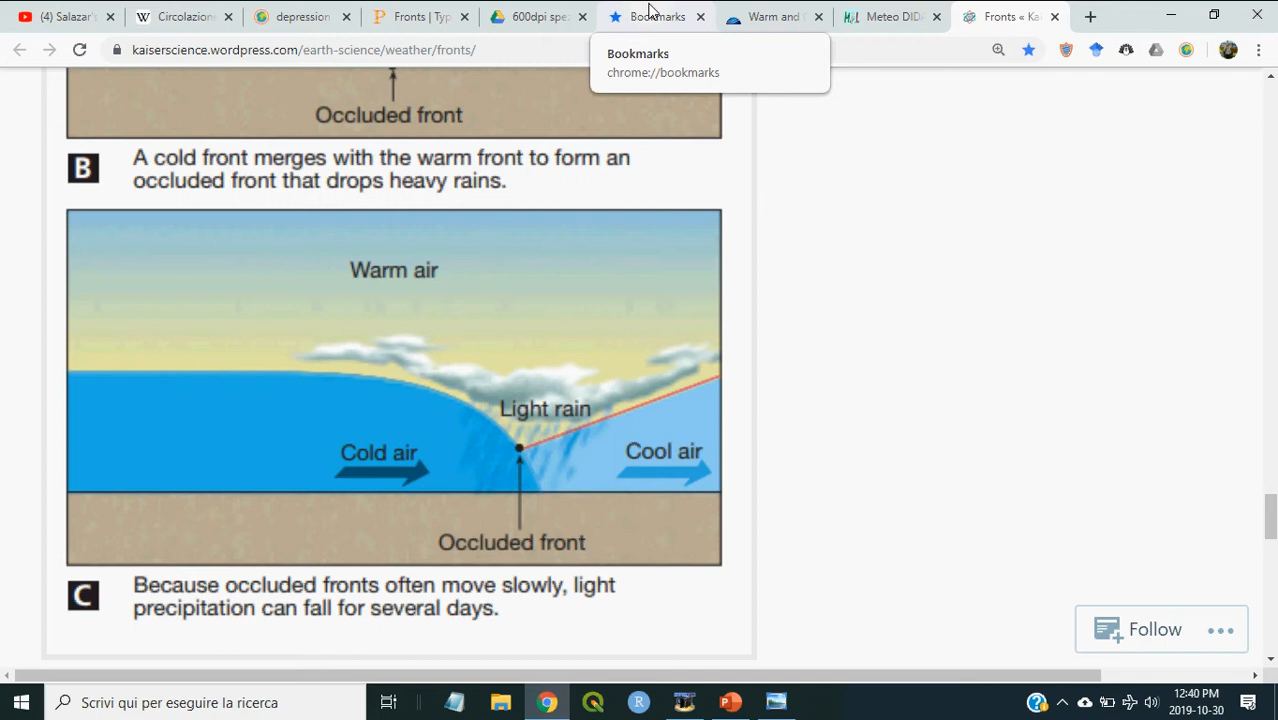 (4) Salazar's
Circolazione
depression
Fronts | Typ
600dpi spe
Bookmarks
Warm and
Meteo DIDA
Fronts « Kai
kaiserscience.wordpress.com/earth-science/weather/fronts/
Bookmarks
chrome://bookmarks
Occluded front
B
A cold front merges with the warm front to form an
occluded front that drops heavy rains.
Warm air
Light rain
Cold air
Cool air
Occluded front
C
Because occluded fronts often move slowly, light
precipitation can fall for several days.
Follow
Scrivi qui per eseguire la ricerca
12:40 PM
2019-10-30